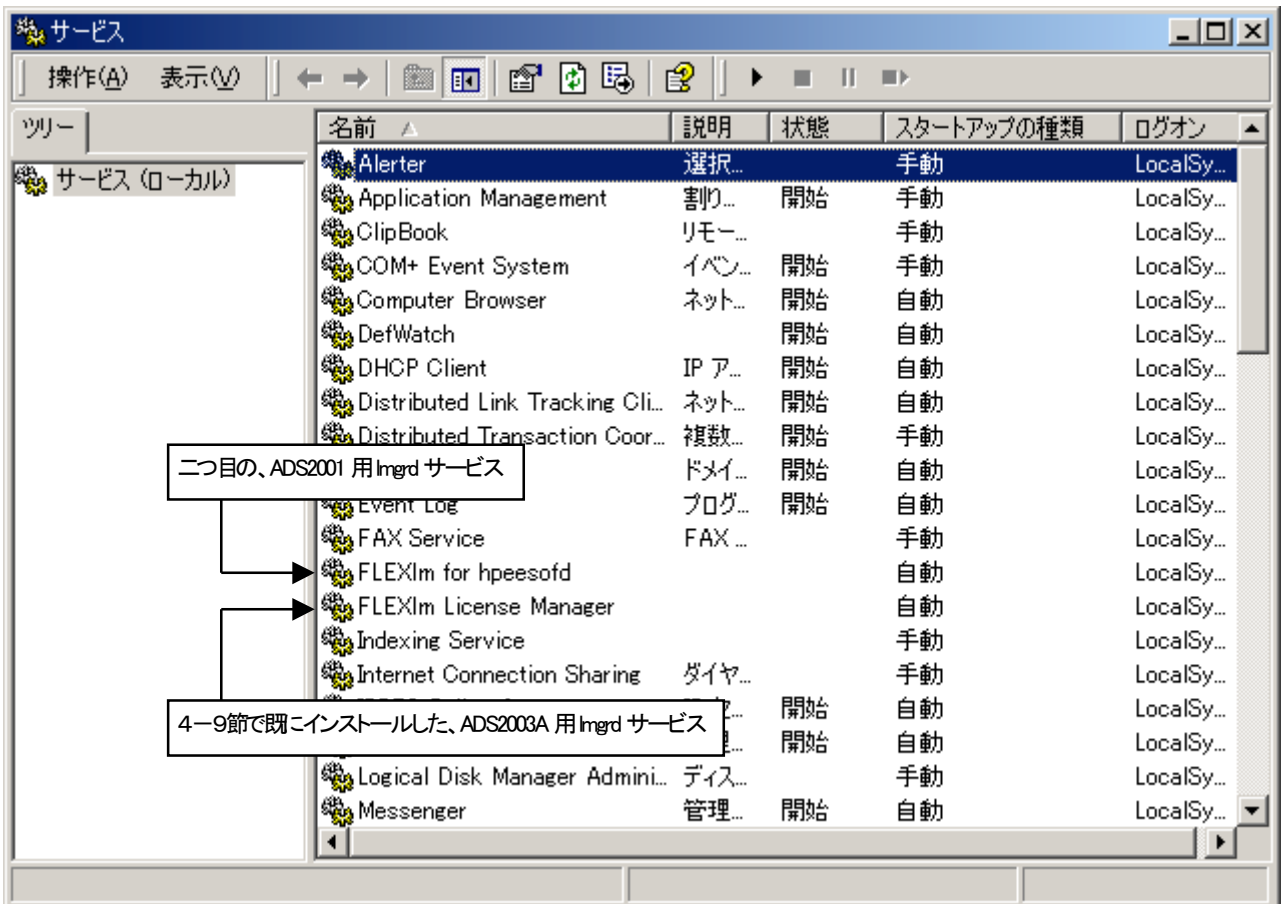 サービス
操作(A) 表示(V)
ツリー
サービス (ローカル)
名前 説明 状態 スタートアップの種類 ログオン
Alerter 選択... 手動 LocalSy...
Application Management 割り... 開始 手動 LocalSy...
ClipBook リモー... 手動 LocalSy...
COM+ Event System イベン... 開始 手動 LocalSy...
Computer Browser ネット... 開始 自動 LocalSy...
DefWatch 開始 自動 LocalSy...
DHCP Client IP ア... 開始 自動 LocalSy...
Distributed Link Tracking Cli... ネット... 開始 自動 LocalSy...
Distributed Transaction Coor... 複数... 開始 手動 LocalSy...
二つ目の、ADS2001 用 lmgrd サービス
ドメイ... 開始 自動 LocalSy...
Event Log プログ... 開始 自動 LocalSy...
FAX Service FAX ... 手動 LocalSy...
FLEXlm for hpeesofd 自動 LocalSy...
FLEXlm License Manager 自動 LocalSy...
Indexing Service 手動 LocalSy...
Internet Connection Sharing ダイヤ... 手動 LocalSy...
開始 自動 LocalSy...
4－9節で既にインストールした、ADS2003A 用 lmgrd サービス
開始 自動 LocalSy...
Logical Disk Manager Admini... ディス... 手動 LocalSy...
Messenger 管理... 開始 自動 LocalSy...